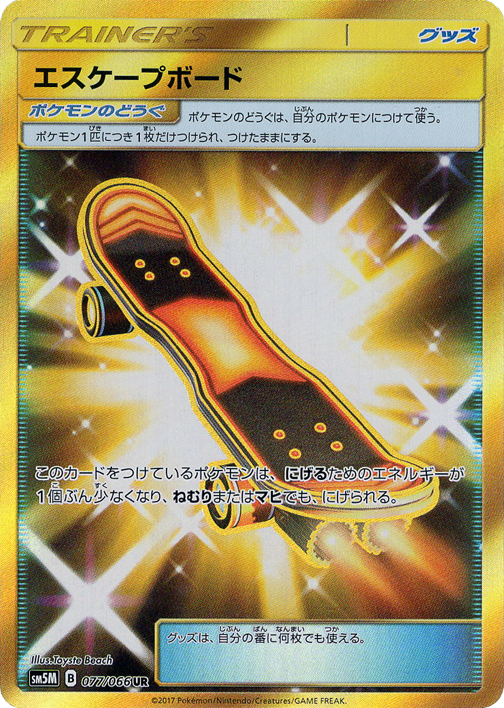 TRAINER'S
グッズ
エスケープボード
ポケモンのどうぐ
ポケモンのどうぐは、自分のポケモンにつけて使う。
ポケモン1匹につき1枚だけつけられ、つけたままにする。
このカードをつけているポケモンは、にげるためのエネルギーが
1個ぶん少なくなり、ねむりまたはマヒでも、にげられる。
グッズは、自分の番に何枚でも使える。
Illus.Toyste Beach
SM5M B 077/066 UR
©2017 Pokémon/Nintendo/Creatures/GAME FREAK.